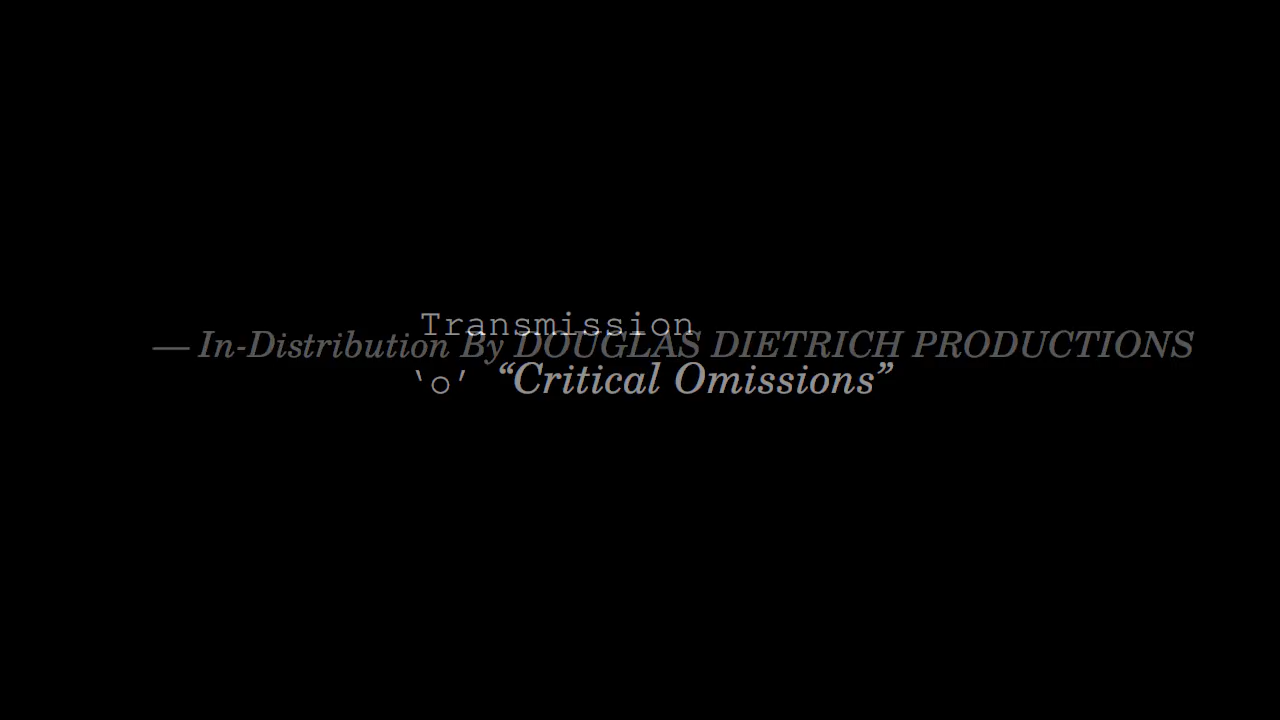 Transmission
— In-Distribution By DOUGLAS DIETRICH PRODUCTIONS
‘o’ “Critical Omissions”